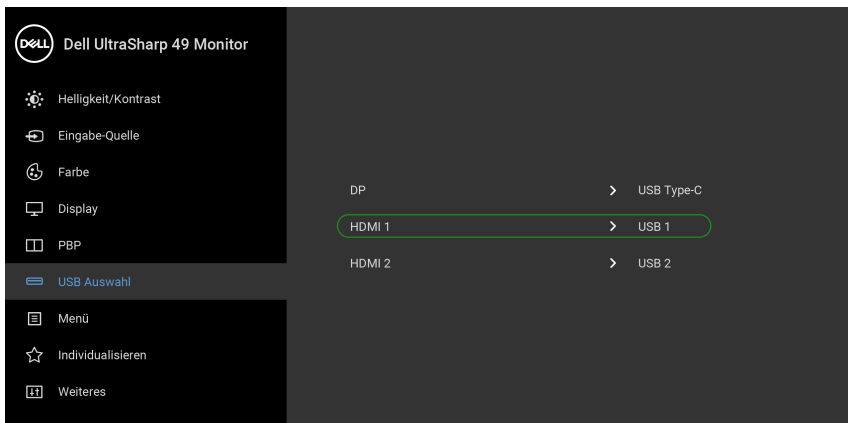 DELL
Dell UltraSharp 49 Monitor
Helligkeit/Kontrast
Eingabe-Quelle
Farbe
Display
PBP
USB Auswahl
Menü
Individualisieren
Weiteres
DP USB Type-C
HDMI 1 USB 1
HDMI 2 USB 2